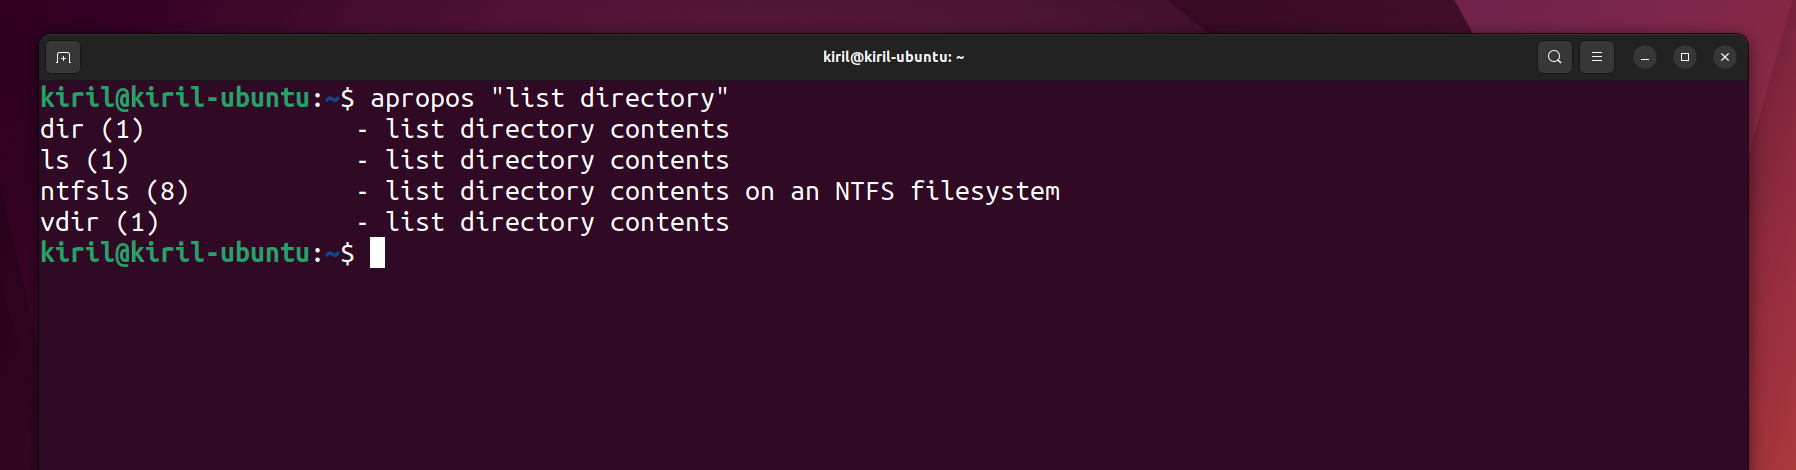 kiril@kiril-ubuntu: ~
kiril@kiril-ubuntu:~$ apropos "list directory"
dir (1)              - list directory contents
ls (1)               - list directory contents
ntfsls (8)           - list directory contents on an NTFS filesystem
vdir (1)             - list directory contents
kiril@kiril-ubuntu:~$